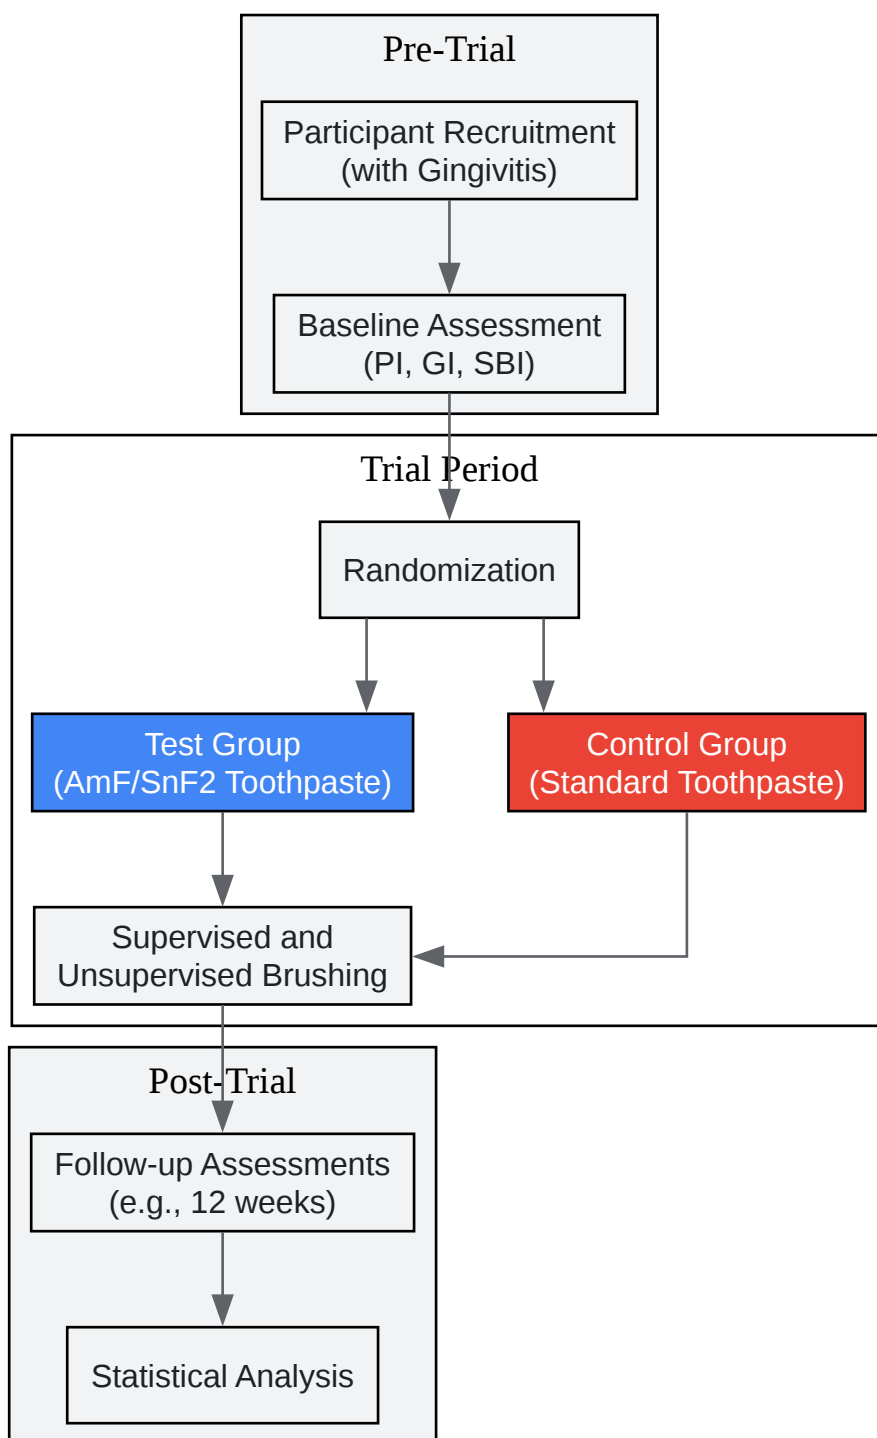 Pre-Trial
Participant Recruitment
(with Gingivitis)
Baseline Assessment
(PI, GI, SBI)
Trial Period
Randomization
Test Group
(AmF/SnF2 Toothpaste)
Control Group
(Standard Toothpaste)
Supervised and
Unsupervised Brushing
Post-Trial
Follow-up Assessments
(e.g., 12 weeks)
Statistical Analysis